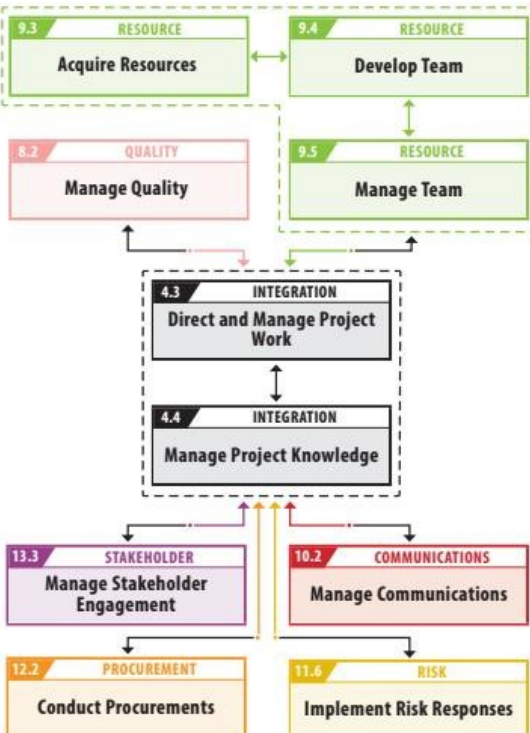 9.3 RESOURCE
Acquire Resources
9.4 RESOURCE
Develop Team
8.2 QUALITY
Manage Quality
9.5 RESOURCE
Manage Team
4.3 INTEGRATION
Direct and Manage Project
Work
4.4 INTEGRATION
Manage Project Knowledge
13.3 STAKEHOLDER
Manage Stakeholder
Engagement
10.2 COMMUNICATIONS
Manage Communications
12.2 PROCUREMENT
Conduct Procurements
11.6 RISK
Implement Risk Responses